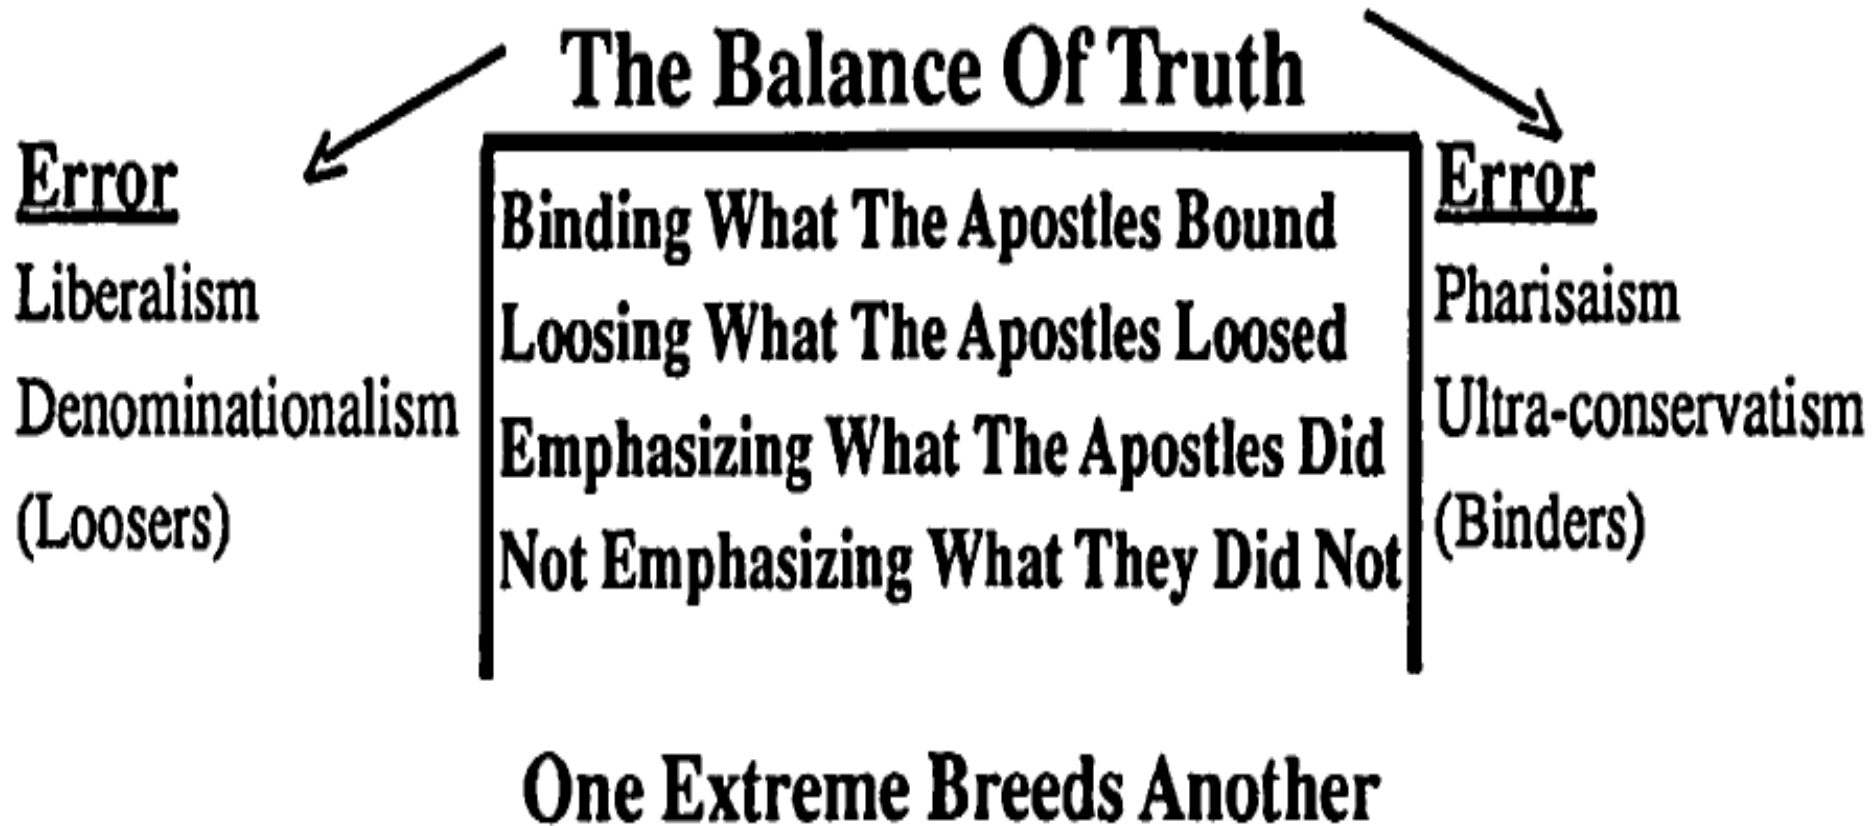 The Balance Of Truth
Error
Liberalism
Denominationalism
(Loosers)
Binding What The Apostles Bound
Loosing What The Apostles Loosed
Emphasizing What The Apostles Did
Not Emphasizing What They Did Not
Error
Pharisaism
Ultra-conservatism
(Binders)
One Extreme Breeds Another